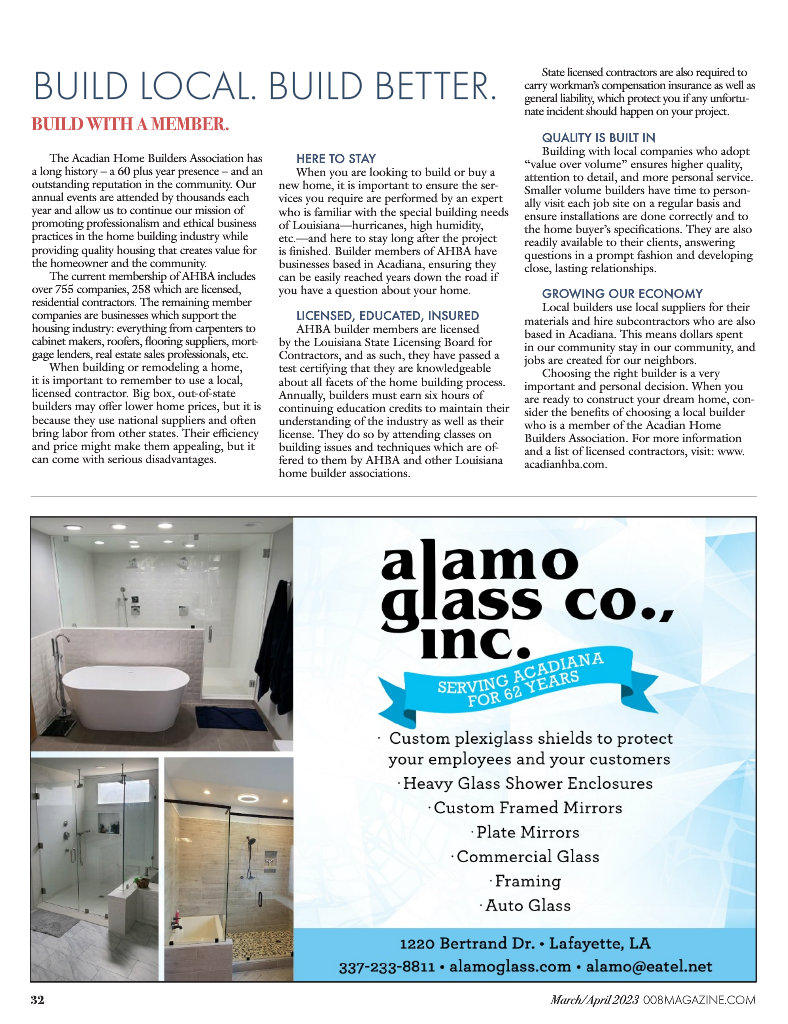 BUILD LOCAL. BUILD BETTER.
BUILD WITH A MEMBER.
The Acadian Home Builders Association has
a long history – a 60 plus year presence – and an
outstanding reputation in the community. Our
annual events are attended by thousands each
year and allow us to continue our mission of
promoting professionalism and ethical business
practices in the home building industry while
providing quality housing that creates value for
the homeowner and the community.
The current membership of AHBA includes
over 755 companies, 258 which are licensed,
residential contractors. The remaining member
companies are businesses which support the
housing industry: everything from carpenters to
cabinet makers, roofers, flooring suppliers, mort-
gage lenders, real estate sales professionals, etc.
When building or remodeling a home,
it is important to remember to use a local,
licensed contractor. Big box, out-of-state
builders may offer lower home prices, but it is
because they use national suppliers and often
bring labor from other states. Their efficiency
and price might make them appealing, but it
can come with serious disadvantages.
HERE TO STAY
When you are looking to build or buy a
new home, it is important to ensure the ser-
vices you require are performed by an expert
who is familiar with the special building needs
of Louisiana—hurricanes, high humidity,
etc.—and here to stay long after the project
is finished. Builder members of AHBA have
businesses based in Acadiana, ensuring they
can be easily reached years down the road if
you have a question about your home.
LICENSED, EDUCATED, INSURED
AHBA builder members are licensed
by the Louisiana State Licensing Board for
Contractors, and as such, they have passed a
test certifying that they are knowledgeable
about all facets of the home building process.
Annually, builders must earn six hours of
continuing education credits to maintain their
understanding of the industry as well as their
license. They do so by attending classes on
building issues and techniques which are of-
fered to them by AHBA and other Louisiana
home builder associations.
State licensed contractors are also required to
carry workman's compensation insurance as well as
general liability, which protect you if any unfortu-
nate incident should happen on your project.
QUALITY IS BUILT IN
Building with local companies who adopt
“value over volume” ensures higher quality,
attention to detail, and more personal service.
Smaller volume builders have time to person-
ally visit each job site on a regular basis and
ensure installations are done correctly and to
the home buyer's specifications. They are also
readily available to their clients, answering
questions in a prompt fashion and developing
close, lasting relationships.
GROWING OUR ECONOMY
Local builders use local suppliers for their
materials and hire subcontractors who are also
based in Acadiana. This means dollars spent
in our community stay in our community, and
jobs are created for our neighbors.
Choosing the right builder is a very
important and personal decision. When you
are ready to construct your dream home, con-
sider the benefits of choosing a local builder
who is a member of the Acadian Home
Builders Association. For more information
and a list of licensed contractors, visit: www.
acadianhba.com.
alamo
glass co.,
inc.
SERVING ACADIANA
FOR 62 YEARS
· Custom plexiglass shields to protect
your employees and your customers
· Heavy Glass Shower Enclosures
· Custom Framed Mirrors
· Plate Mirrors
· Commercial Glass
· Framing
· Auto Glass
1220 Bertrand Dr. • Lafayette, LA
337-233-8811 • alamoglass.com • alamo@eatel.net
32
March/April 2023 008MAGAZINE.COM